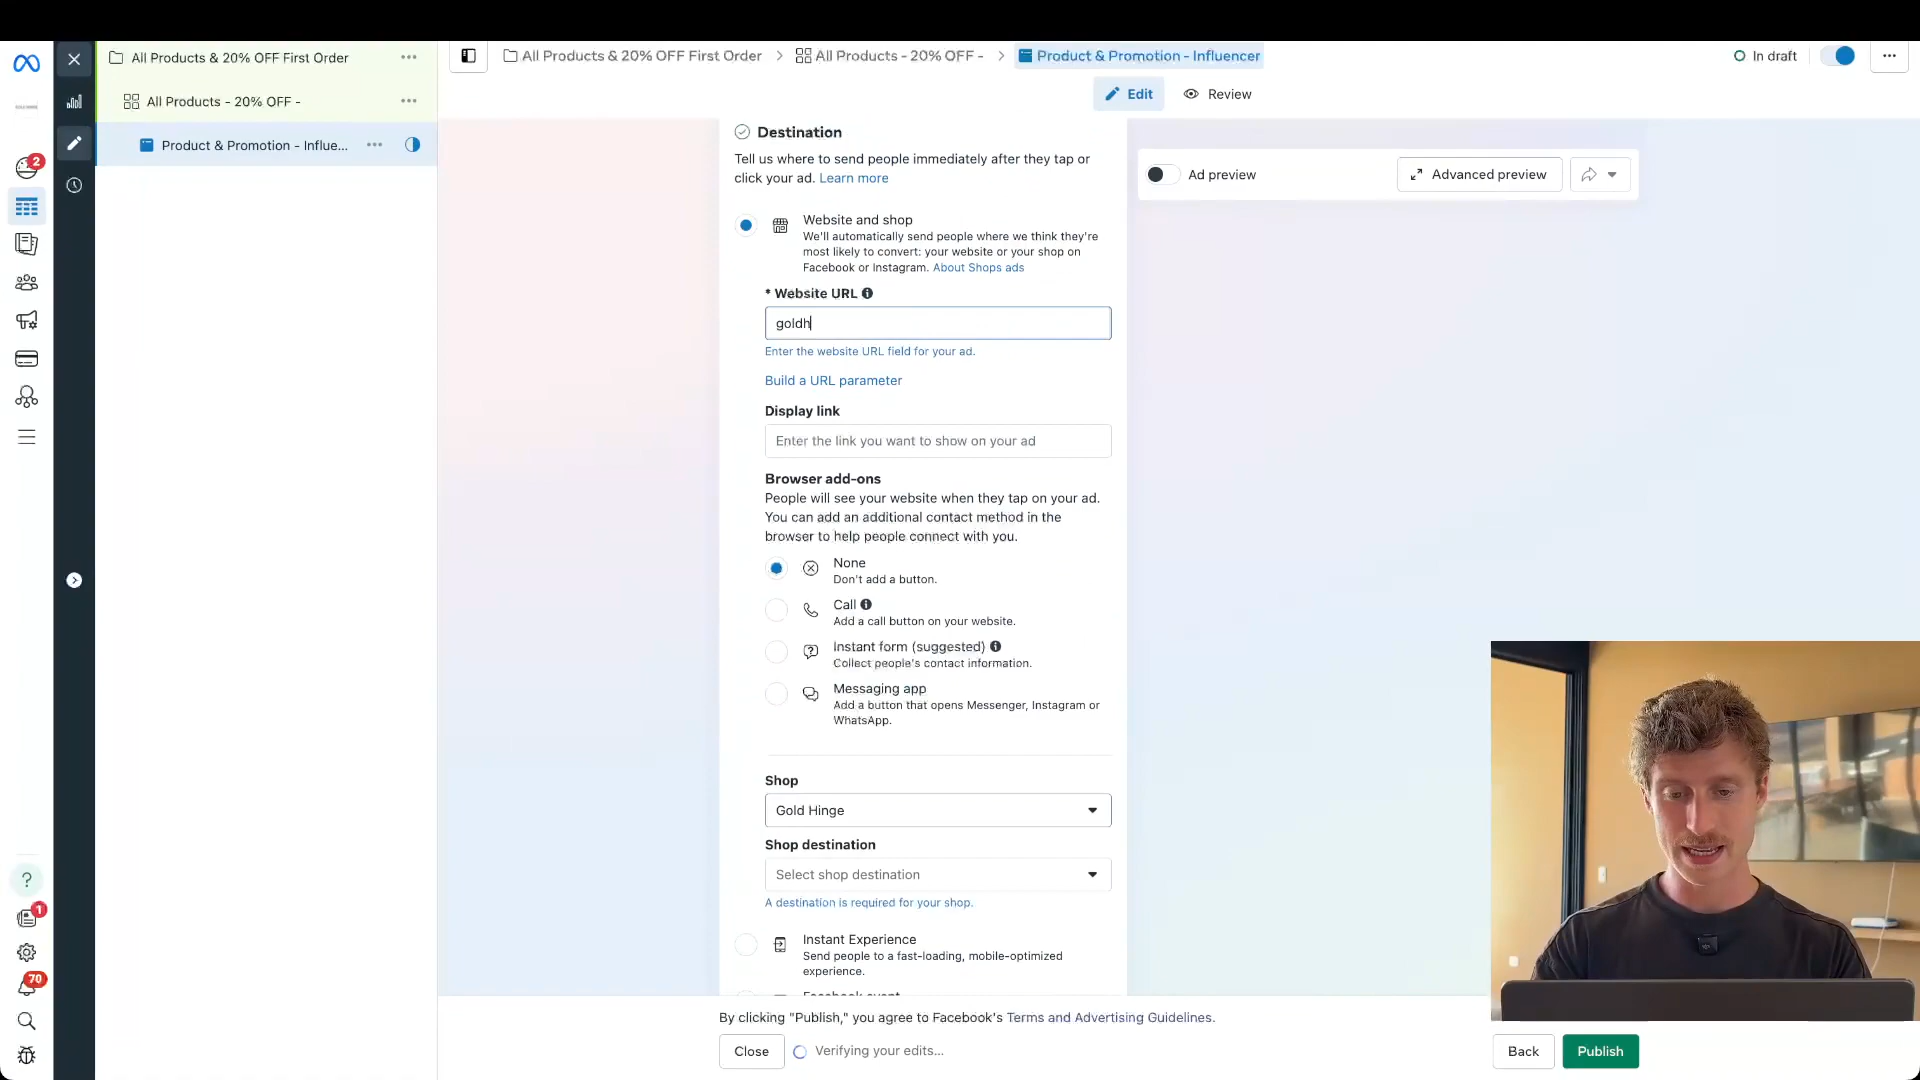 All Products & 20% OFF First Order
All Products - 20% OFF -
Product & Promotion - Influe...
2
1
70
?
All Products & 20% OFF First Order
All Products - 20% OFF -
Product & Promotion - Influencer
In draft
Edit
Review
Destination
Tell us where to send people immediately after they tap or
click your ad. Learn more
Website and shop
We'll automatically send people where we think they're
most likely to convert: your website or your shop on
Facebook or Instagram. About Shops ads
* Website URL
goldh
Enter the website URL field for your ad.
Build a URL parameter
Display link
Enter the link you want to show on your ad
Browser add-ons
People will see your website when they tap on your ad.
You can add an additional contact method in the
browser to help people connect with you.
None
Don't add a button.
Call
Add a call button on your website.
Instant form (suggested)
Collect people's contact information.
Messaging app
Add a button that opens Messenger, Instagram or
WhatsApp.
Shop
Gold Hinge
Shop destination
Select shop destination
A destination is required for your shop.
Instant Experience
Send people to a fast-loading, mobile-optimized
experience.
Ad preview
Advanced preview
By clicking "Publish," you agree to Facebook's Terms and Advertising Guidelines.
Close
Verifying your edits...
Back
Publish